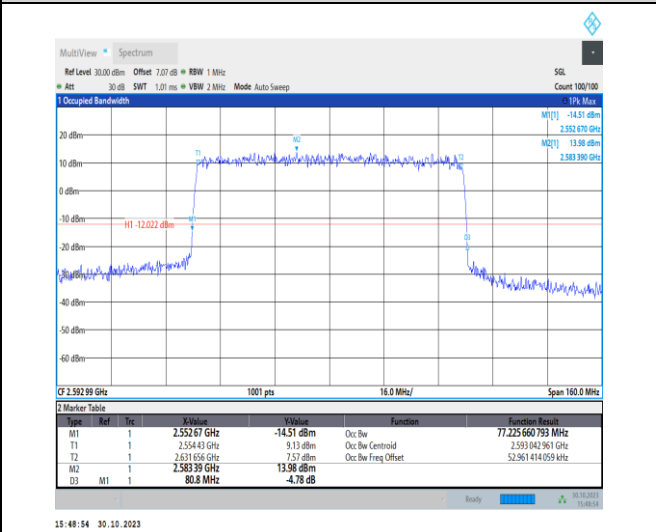 MultiView Spectrum
Ref Level 30.00 dBm Offset 7.07 dB RBW 1 MHz SGL
Att 30 dB SWT 1.01 ms VBW 2 MHz Mode Auto Sweep Count 100/100
1 Occupied Bandwidth 1Pk Max
M1[1] -14.51 dBm
2.552 670 GHz
M2[1] 13.98 dBm
2.583 390 GHz
20 dBm
M2
T1
T2
10 dBm
0 dBm
-10 dBm
M1
H1 -12.022 dBm
D3
-20 dBm
-30 dBm
-40 dBm
-50 dBm
-60 dBm
CF 2.592 99 GHz 1001 pts 16.0 MHz/ Span 160.0 MHz
2 Marker Table
Type Ref Trc X-Value Y-Value Function Function Result
M1 1 2.552 67 GHz -14.51 dBm Occ Bw 77.225 660 793 MHz
T1 1 2.554 43 GHz 9.13 dBm Occ Bw Centroid 2.593 042 961 GHz
T2 1 2.631 656 GHz 7.57 dBm Occ Bw Freq Offset 52.961 414 059 kHz
M2 1 2.583 39 GHz 13.98 dBm
D3 M1 1 80.8 MHz -4.78 dB
Ready 30.10.2023
15:48:54
15:48:54 30.10.2023